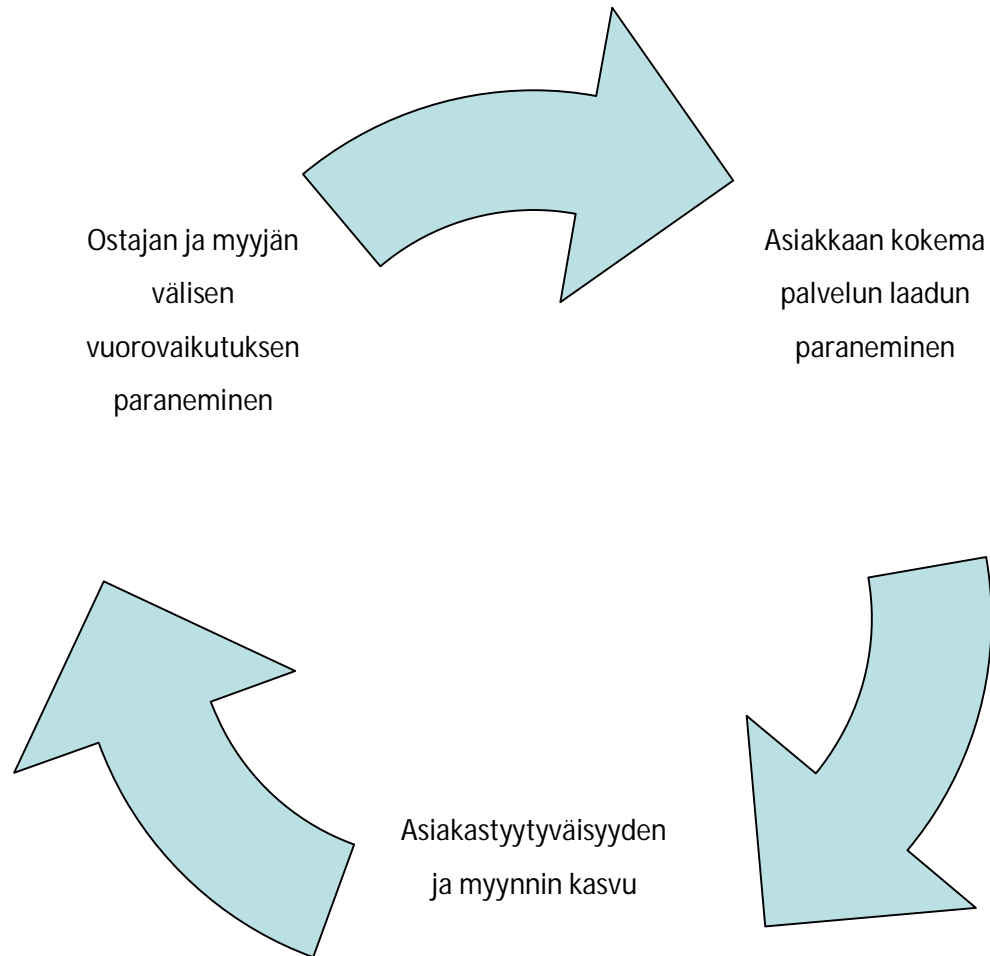 Ostajan ja myyjän
välisen
vuorovaikutuksen
paraneminen
Asiakkaan kokema
palvelun laadun
paraneminen
Asiakastyytyväisyyden
ja myynnin kasvu